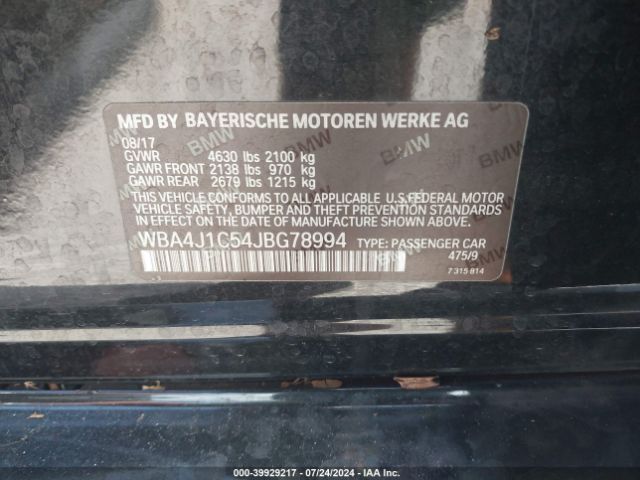 MFD BY BAYERISCHE MOTOREN WERKE AG
08/17
GVWR 4630 lbs 2100 kg
GAWR FRONT 2138 lbs 970 kg
GAWR REAR 2679 lbs 1215 kg
THIS VEHICLE CONFORMS TO ALL APPLICABLE U.S.FEDERAL MOTOR
VEHICLE SAFETY, BUMPER AND THEFT PREVENTION STANDARDS
IN EFFECT ON THE DATE OF MANUFACTURE SHOWN ABOVE.
WBA4J1C54JBG78994 TYPE: PASSENGER CAR
475/9
7 315 814
000-39929217 - 07/24/2024 - IAA Inc.